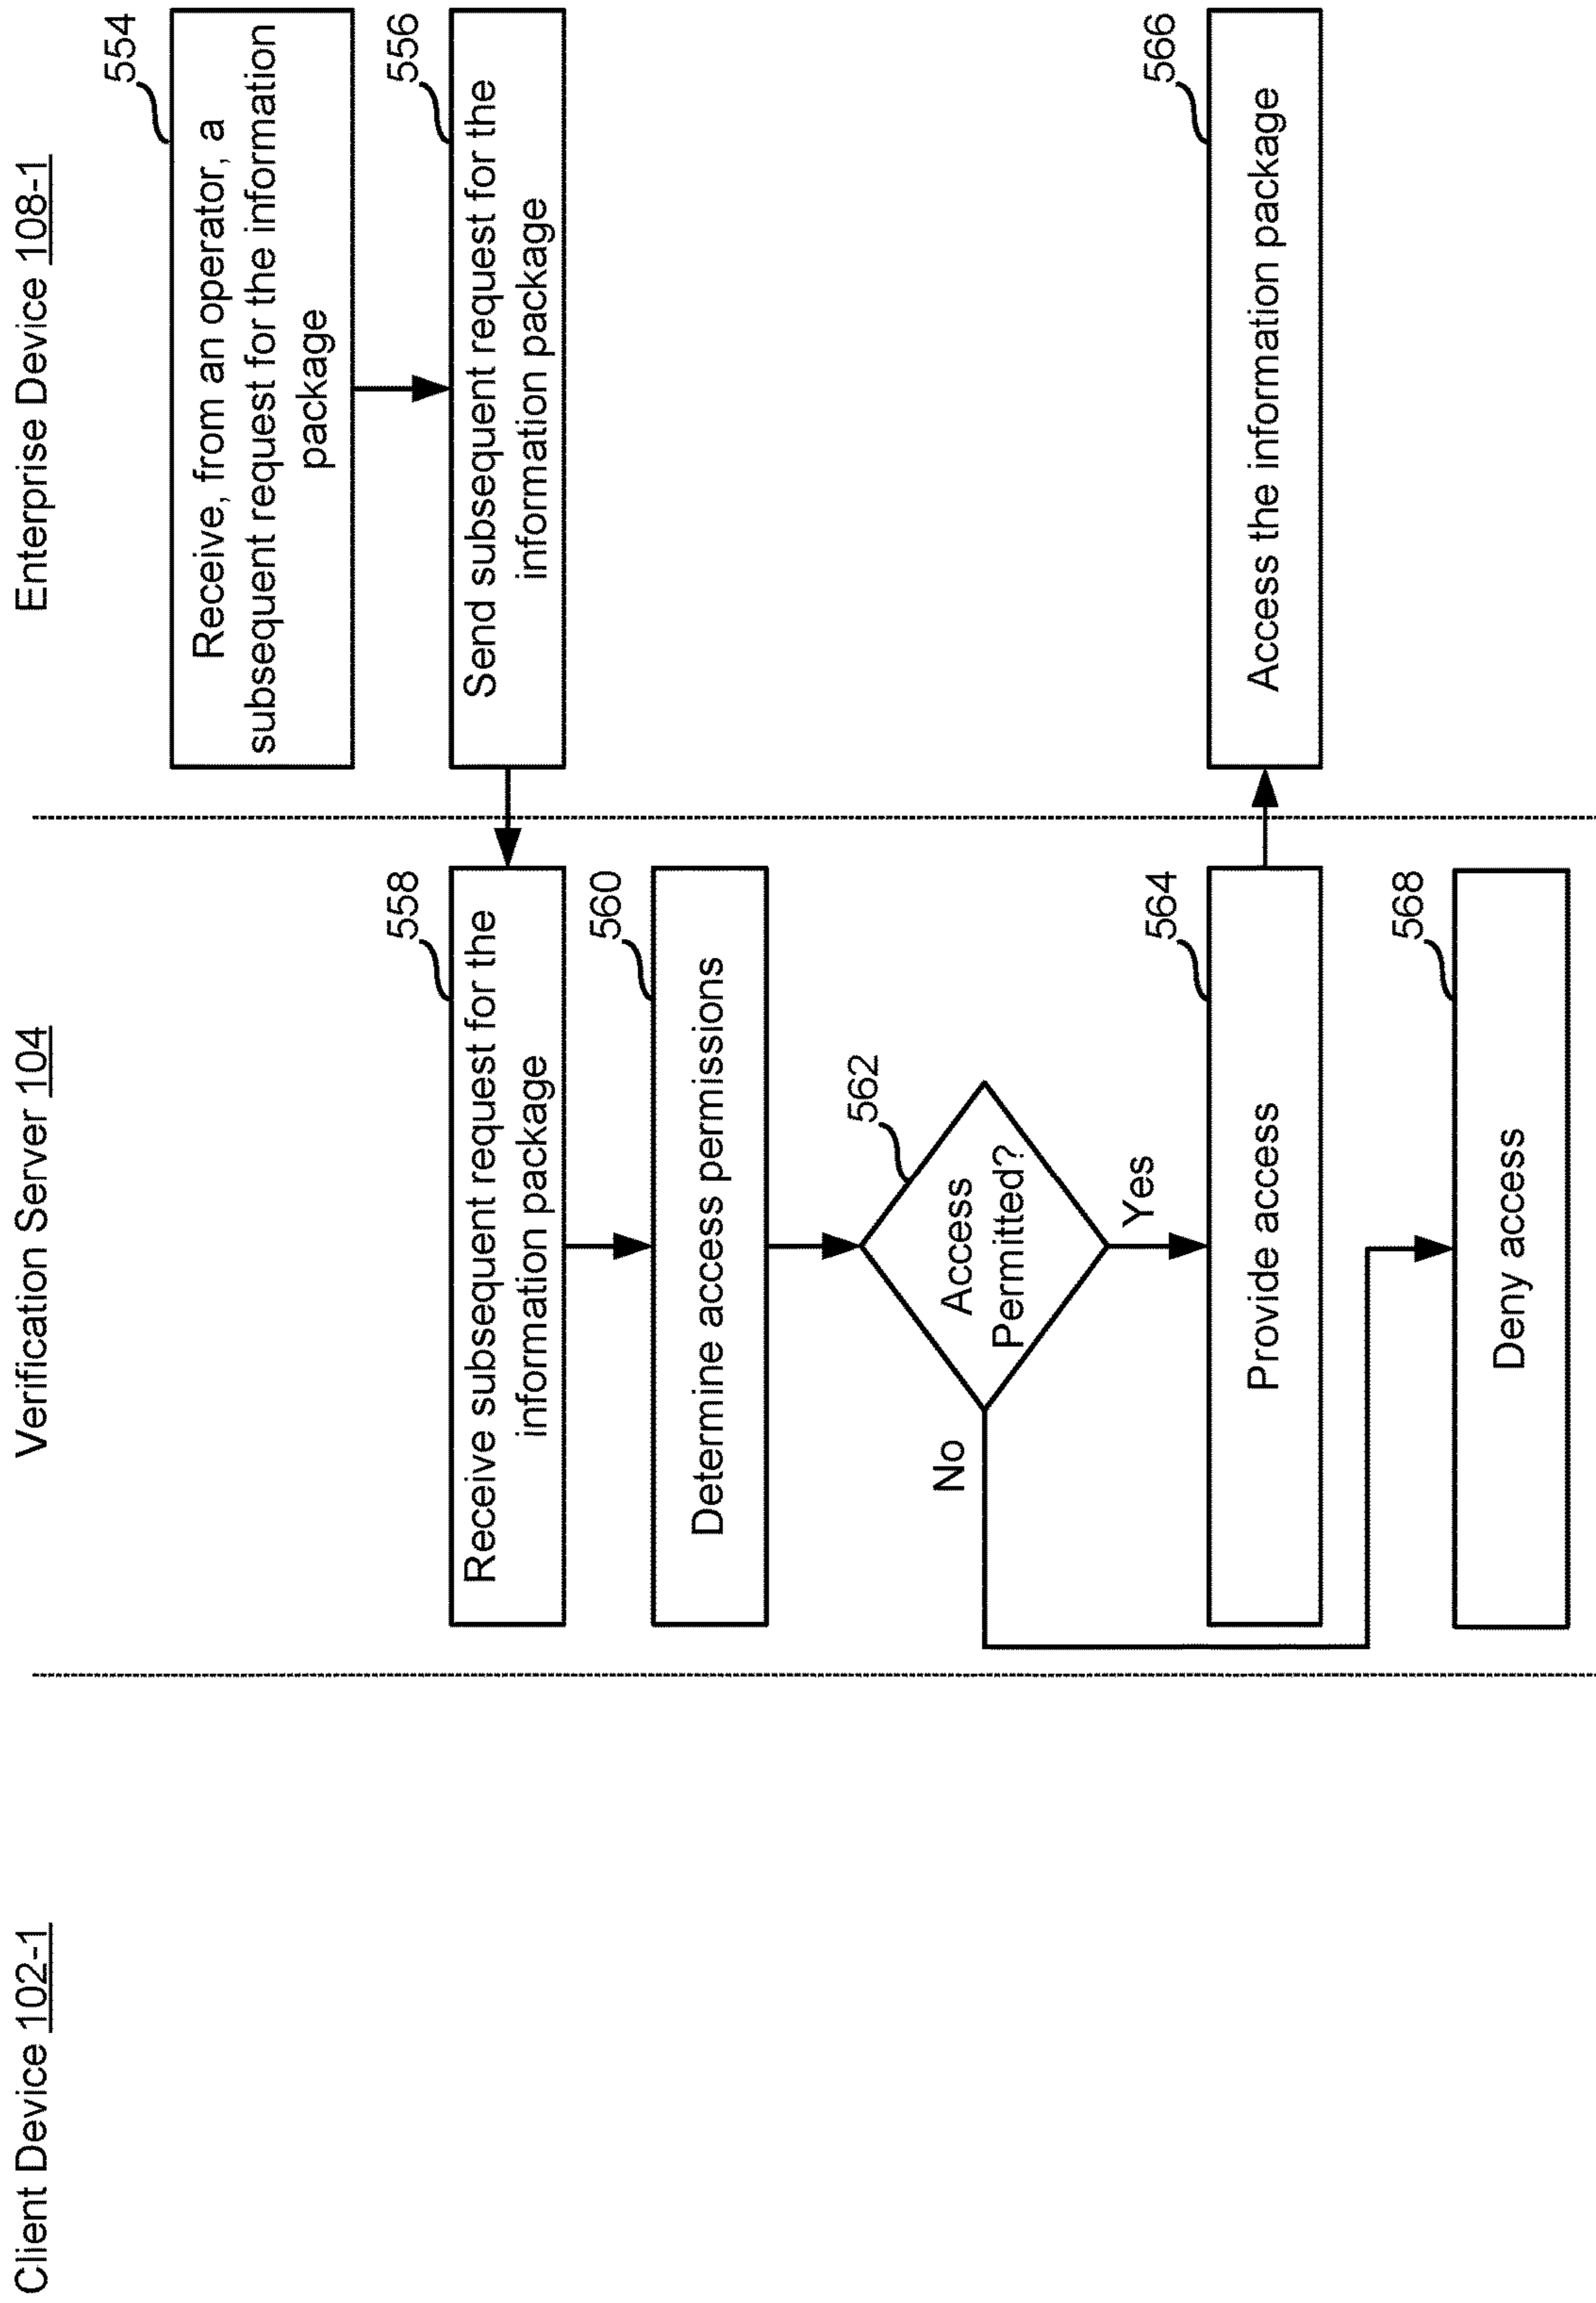 Client Device 102-1
Verification Server 104
Enterprise Device 108-1
554
Receive, from an operator, a
subsequent request for the information
package
556
Send subsequent request for the
information package
558
Receive subsequent request for the
information package
560
Determine access permissions
562
Access
Permitted?
No
Yes
564
Provide access
566
Access the information package
568
Deny access